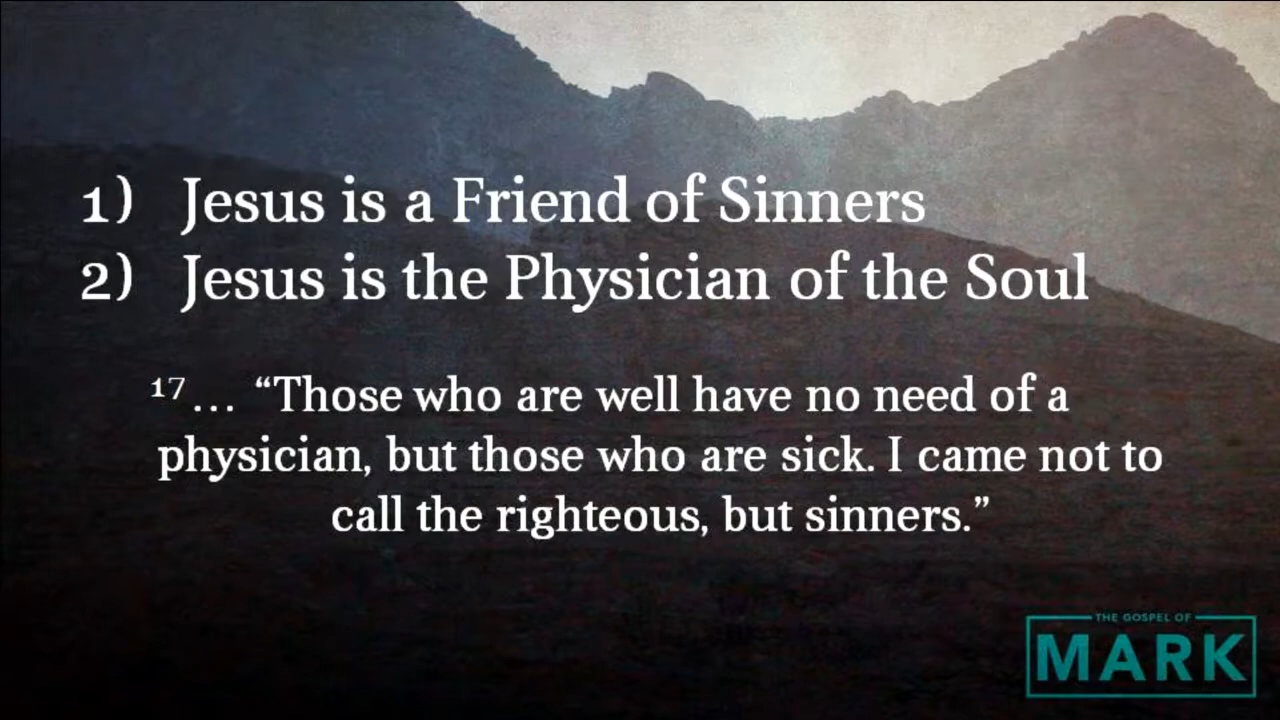 1) Jesus is a Friend of Sinners
2) Jesus is the Physician of the Soul
17… “Those who are well have no need of a
physician, but those who are sick. I came not to
call the righteous, but sinners.”
THE GOSPEL OF
MARK